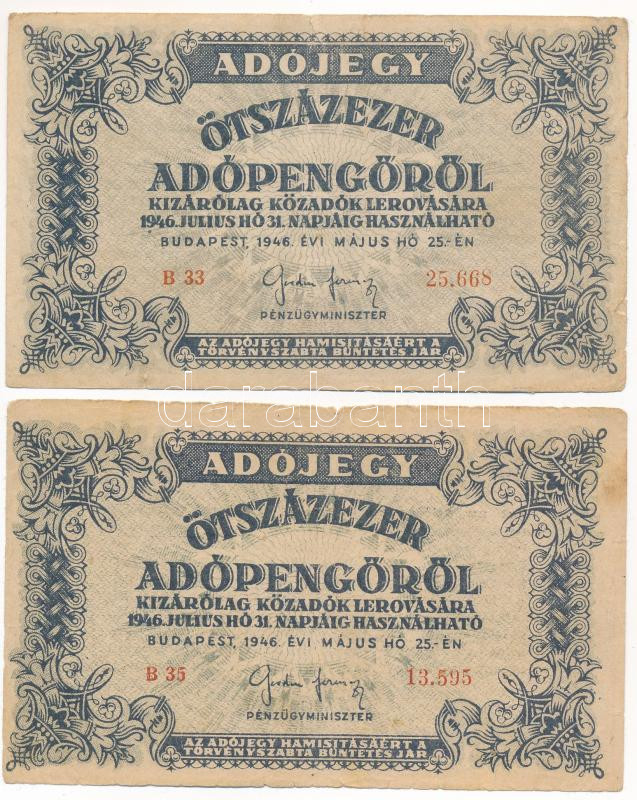 ADÓJEGY
ÖTSZÁZEZER
ADÓPENGŐRŐL
KIZÁRÓLAG KÖZADÓK LEROVÁSÁRA
1946. JULIUS HÓ 31. NAPJÁIG HASZNÁLHATÓ
BUDAPEST, 1946. ÉVI MÁJUS HÓ 25.-ÉN
B 33 25.668
PÉNZÜGYMINISZTER
AZ ADÓJEGY HAMISITÁSÁÉRT A
TÖRVÉNYSZABTA BÜNTETÉS JÁR
darabanth
ADÓJEGY
ÖTSZÁZEZER
ADÓPENGŐRŐL
KIZÁRÓLAG KÖZADÓK LEROVÁSÁRA
1946. JULIUS HÓ 31. NAPJÁIG HASZNÁLHATÓ
BUDAPEST, 1946. ÉVI MÁJUS HÓ 25.-ÉN
B 35 13.595
PÉNZÜGYMINISZTER
AZ ADÓJEGY HAMISITÁSÁÉRT A
TÖRVÉNYSZABTA BÜNTETÉS JÁR